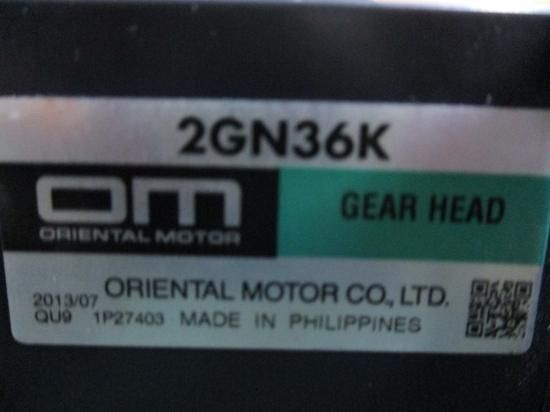 2GN36K
om
ORIENTAL MOTOR
GEAR HEAD
2013/07 ORIENTAL MOTOR CO., LTD.
QU9 1P27403 MADE IN PHILIPPINES